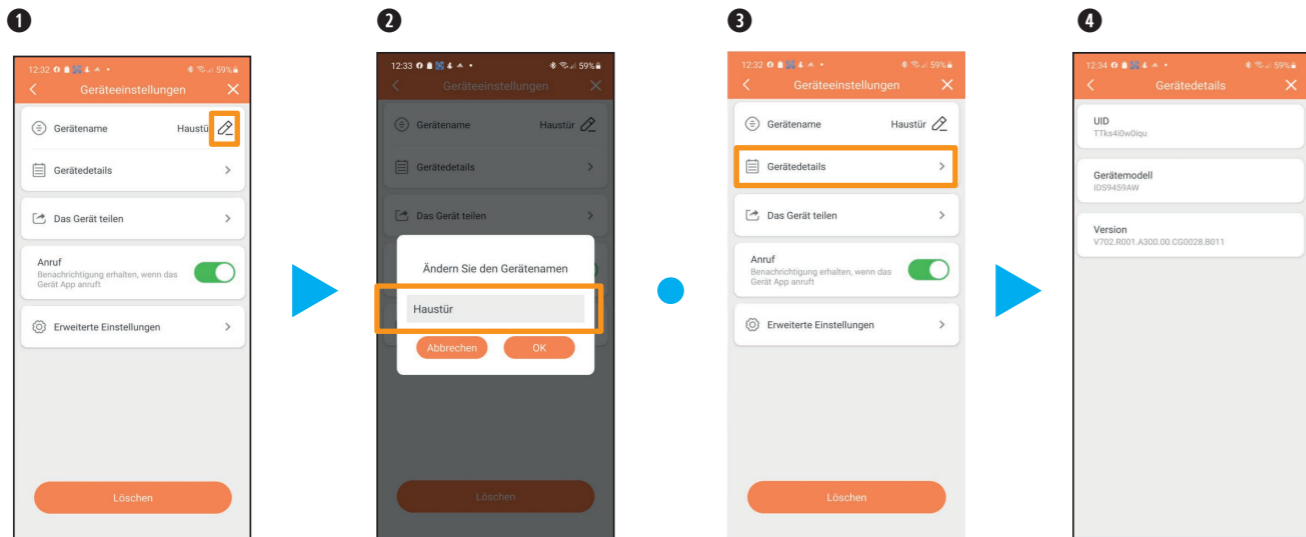 1
12:32 59%
Geräteeinstellungen
Gerätename Haustür
Gerätedetails
Das Gerät teilen
Anruf
Benachrichtigung erhalten, wenn das
Gerät App anruft
Erweiterte Einstellungen
Löschen
2
12:33 59%
Geräteeinstellungen
Gerätename Haustür
Gerätedetails
Das Gerät teilen
Ändern Sie den Gerätenamen
Haustür
Abbrechen OK
Löschen
3
12:32 59%
Geräteeinstellungen
Gerätename Haustür
Gerätedetails
Das Gerät teilen
Anruf
Benachrichtigung erhalten, wenn das
Gerät App anruft
Erweiterte Einstellungen
Löschen
4
12:34 59%
Gerätedetails
UID
TTks4i0w0iqu
Gerätemodell
IDS9459AW
Version
V702.R001.A300.00.CG0028.B011